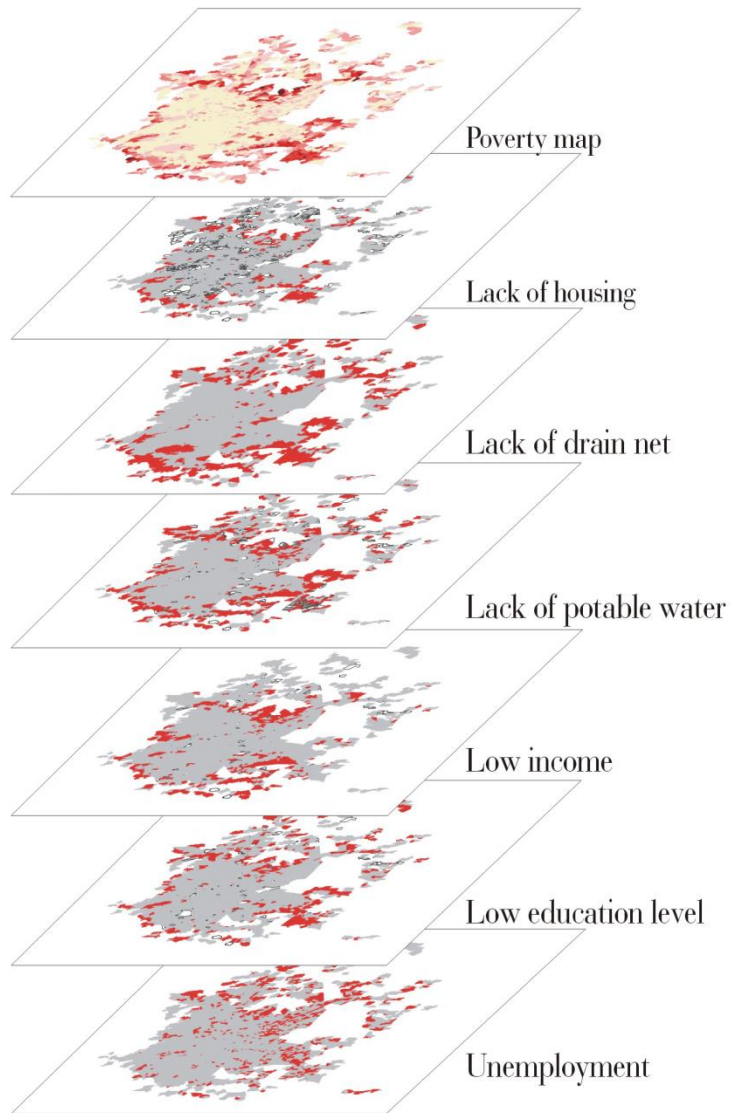 Poverty map
Lack of housing
Lack of drain net
Lack of potable water
Low income
Low education level
Unemployment